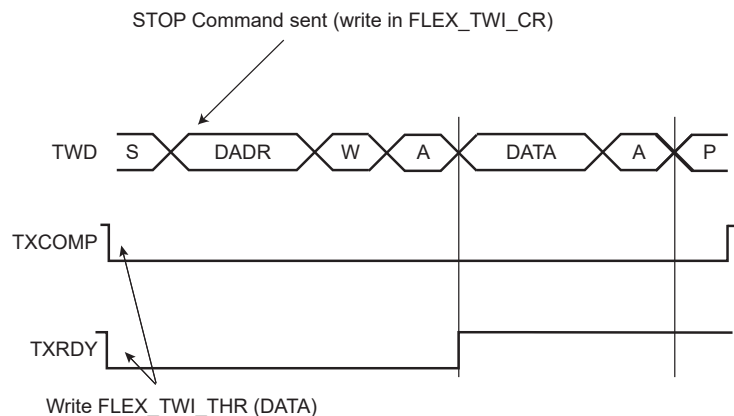 STOP Command sent (write in FLEX_TWI_CR)
TWD S DADR W A DATA A P
TXCOMP
TXRDY
Write FLEX_TWI_THR (DATA)